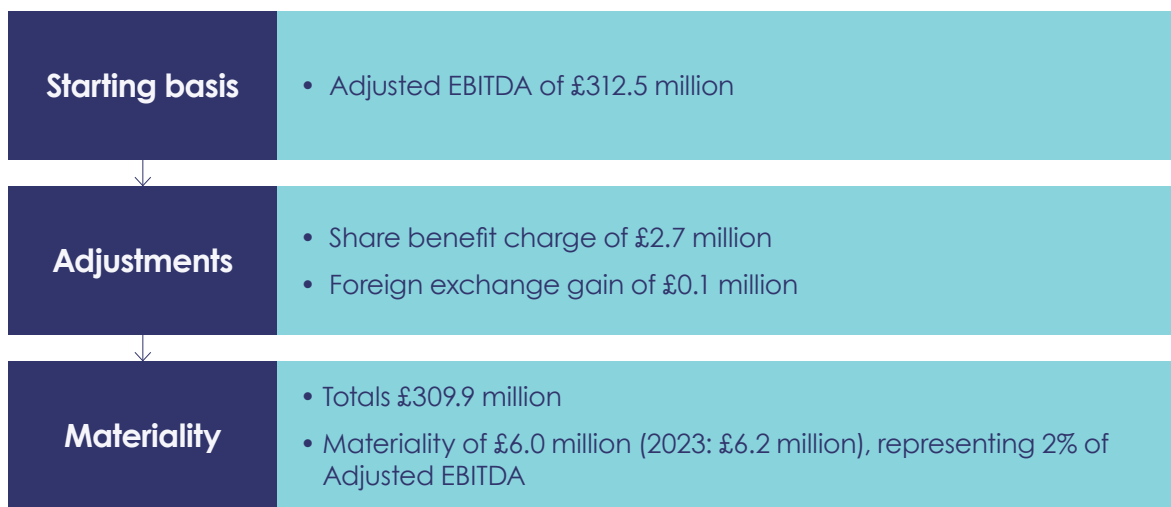 Starting basis
• Adjusted EBITDA of £312.5 million
Adjustments
• Share benefit charge of £2.7 million
• Foreign exchange gain of £0.1 million
Materiality
• Totals £309.9 million
• Materiality of £6.0 million (2023: £6.2 million), representing 2% of
Adjusted EBITDA